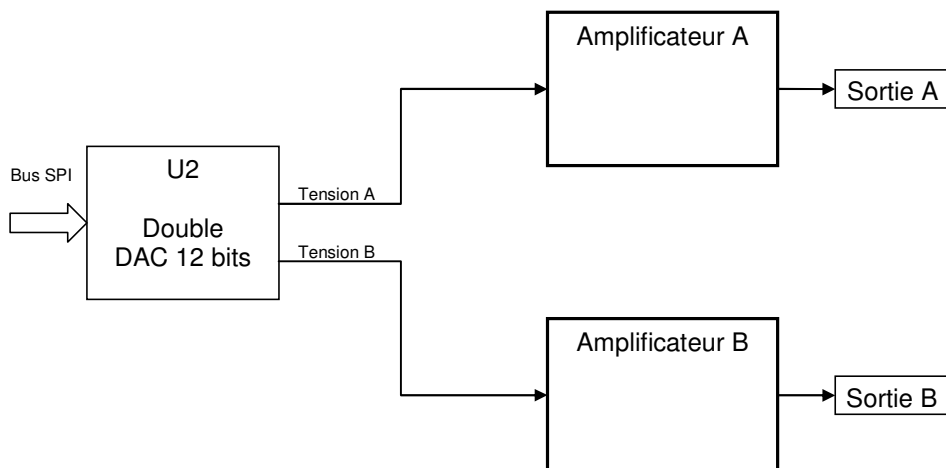 Amplificateur A
Sortie A
Bus SPI
U2
Double
DAC 12 bits
Tension A
Tension B
Amplificateur B
Sortie B